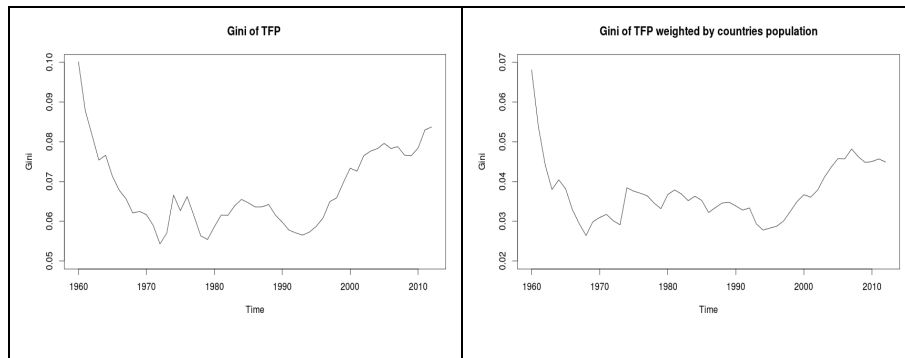 Gini of TFP
0.10
0.09
0.08
0.07
0.06
0.05
Gini
1960 1970 1980 1990 2000 2010
Time
Gini of TFP weighted by countries population
0.07
0.06
0.05
0.04
0.03
0.02
Gini
1960 1970 1980 1990 2000 2010
Time